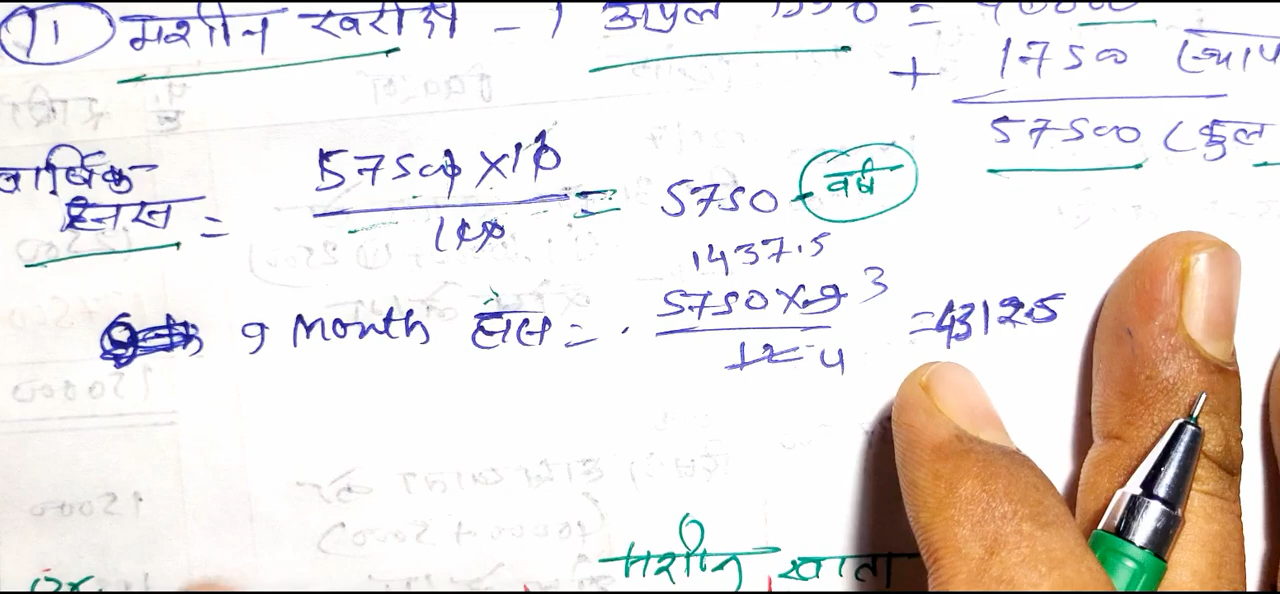 ① मशीन खरीदी - 1 अप्रैल
+ 17500
57500 (कुल
वार्षिक ह्रास = 57500 × 10 / 100 = 5750 - वर्ष
1437.5
9 Month ह्रास = 5750 × 9 3 / 12 4 = 4312.5
मशीन खाता